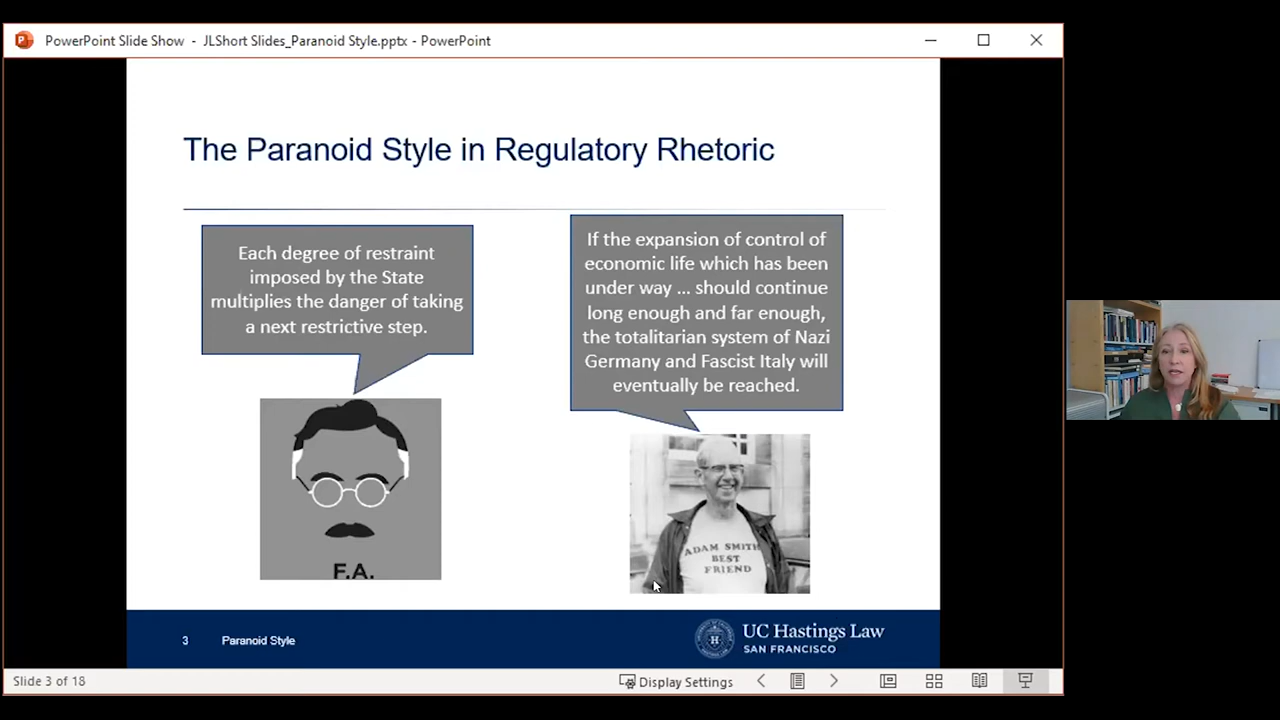 PowerPoint Slide Show - JLShort Slides_Paranoid Style.pptx - PowerPoint
The Paranoid Style in Regulatory Rhetoric
Each degree of restraint
imposed by the State
multiplies the danger of taking
a next restrictive step.
If the expansion of control of
economic life which has been
under way ... should continue
long enough and far enough,
the totalitarian system of Nazi
Germany and Fascist Italy will
eventually be reached.
F.A.
ADAM SMITH
BEST
FRIEND
3 Paranoid Style
UC Hastings Law
SAN FRANCISCO
Slide 3 of 18
Display Settings